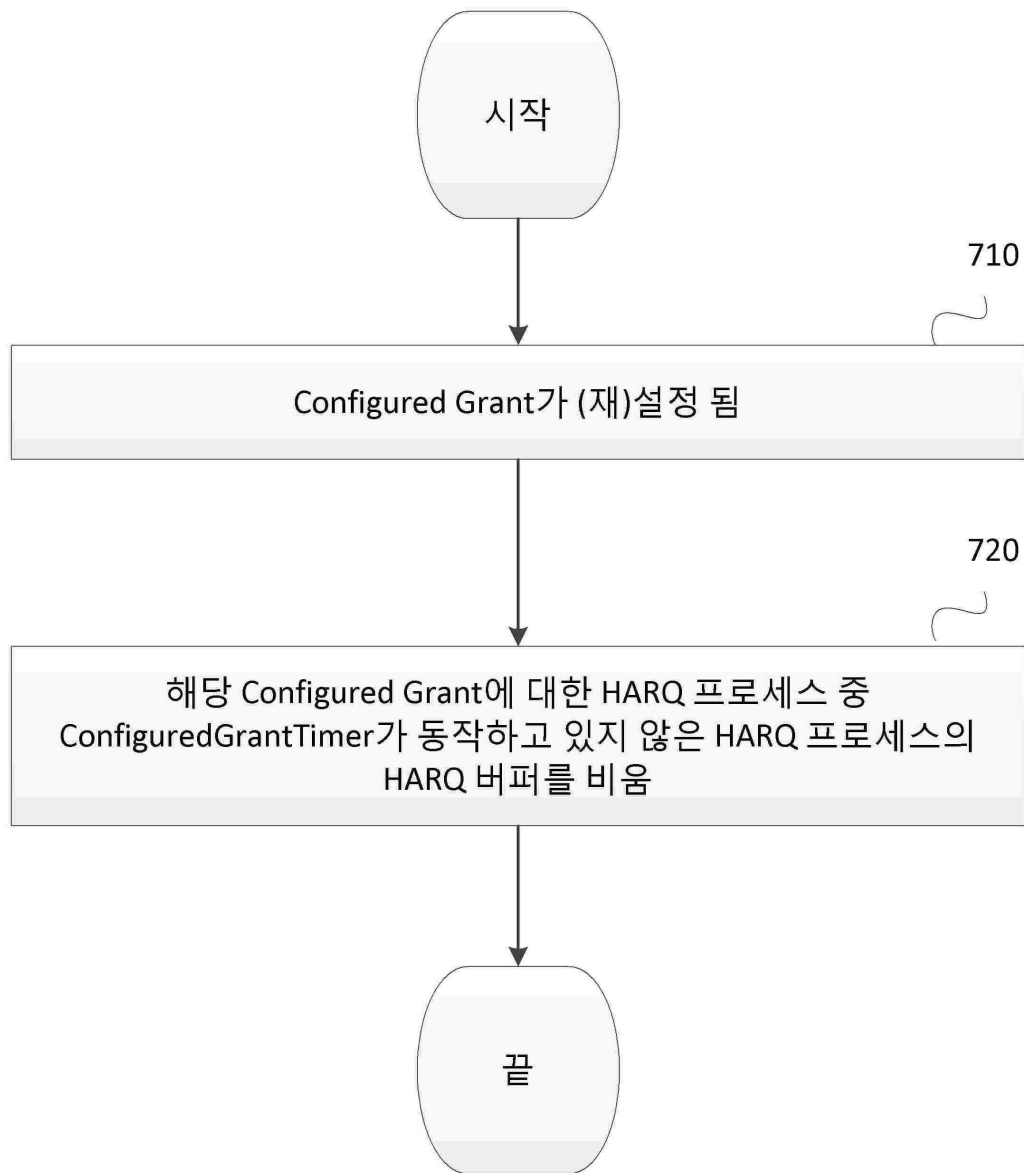 시작
710
Configured Grant가 (재)설정 됨
720
해당 Configured Grant에 대한 HARQ 프로세스 중
ConfiguredGrantTimer가 동작하고 있지 않은 HARQ 프로세스의
HARQ 버퍼를 비움
끝